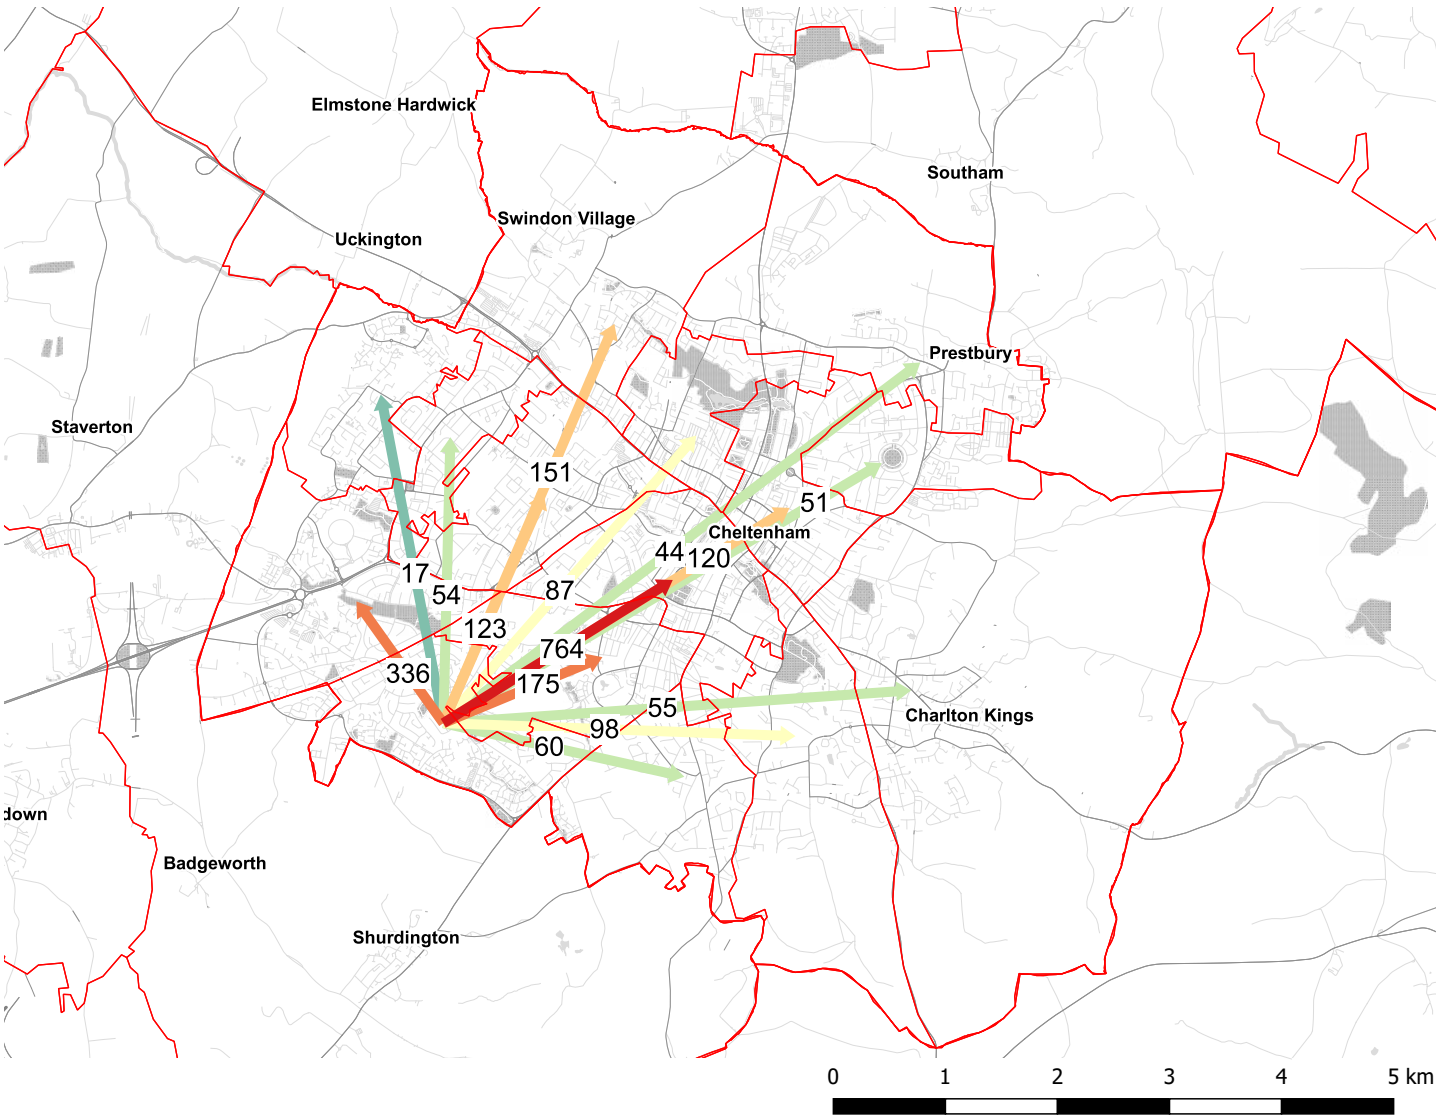 Elmstone Hardwick
Southam
Swindon Village
Uckington
Prestbury
Staverton
151
51
Cheltenham
44
120
17
87
54
123
764
336
175
55
Charlton Kings
98
60
down
Badgeworth
Shurdington
0 1 2 3 4 5 km